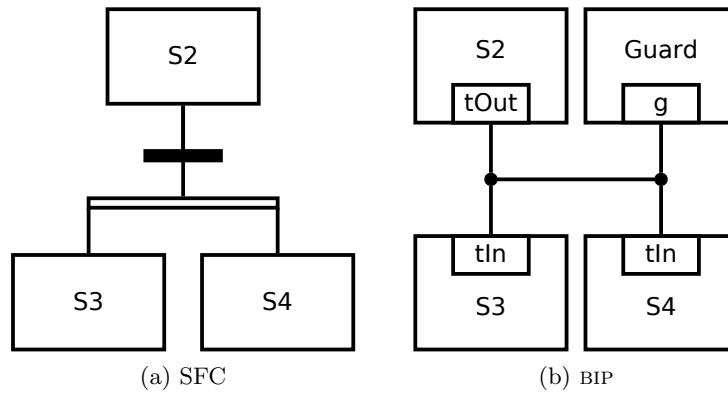 S2
S3 S4
(a) SFC
S2 Guard
tOut g
tIn tIn
S3 S4
(b) BIP